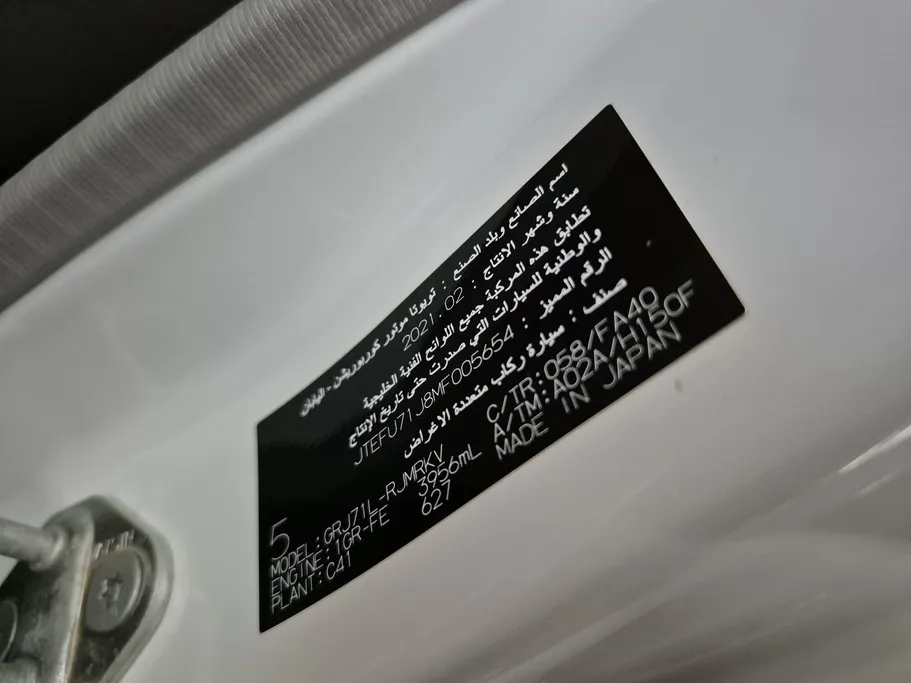 اسم الصانع وبلد الصنع : تويوتا موتور كوربوريشن - اليابان
سنة وشهر الانتاج : 2021.02
تطابق هذه المركبة جميع اللوائح الفنية الخليجية
والوطنية للسيارات التي صدرت حتى تاريخ الإنتاج
الرقم المميز : JTEFU71J8MF005654
صنف : سيارة ركاب متعددة الاغراض
5
MODEL:GRJ71L-RJMRKV C/TR:058/FA40
ENGINE:1GR-FE 3956mL A/TM:A02A/H150F
PLANT:C41 627 MADE IN JAPAN